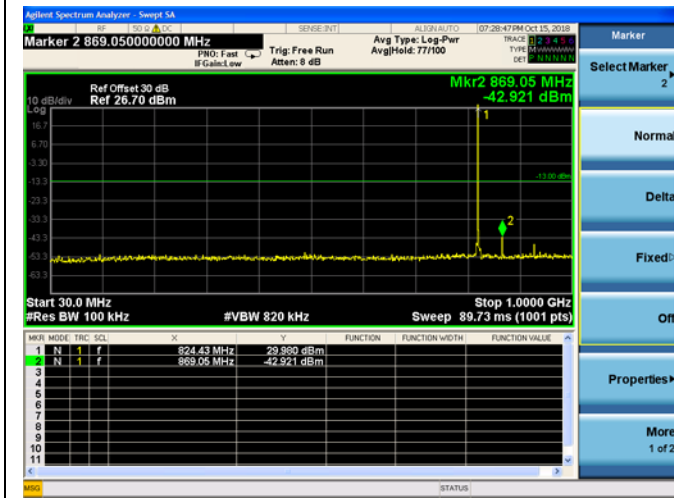 Agilent Spectrum Analyzer - Swept SA
RF 50 Ω DC SENSE:INT ALIGN AUTO 07:28:47 PM Oct 15, 2018
Marker 2 869.050000000 MHz
PNO: Fast IFGain:Low
Trig: Free Run Atten: 8 dB
Avg Type: Log-Pwr Avg|Hold: 77/100
TRACE 1 2 3 4 5 6
TYPE M
DET P N N N N N
Ref Offset 30 dB
10 dB/div Ref 26.70 dBm
Log
Mkr2 869.05 MHz
-42.921 dBm
16.7
6.70
-3.30
-13.3
-23.3
-33.3
-43.3
-53.3
-63.3
1
-13.00 dBm
2
Start 30.0 MHz Stop 1.0000 GHz
#Res BW 100 kHz #VBW 820 kHz Sweep 89.73 ms (1001 pts)
MKR MODE TRC SCL X Y FUNCTION FUNCTION WIDTH FUNCTION VALUE
1 N 1 f 824.43 MHz 29.980 dBm
2 N 1 f 869.05 MHz -42.921 dBm
3
4
5
6
7
8
9
10
11
MSG STATUS
Marker
Select Marker
2
Normal
Delta
Fixed
Off
Properties
More
1 of 2